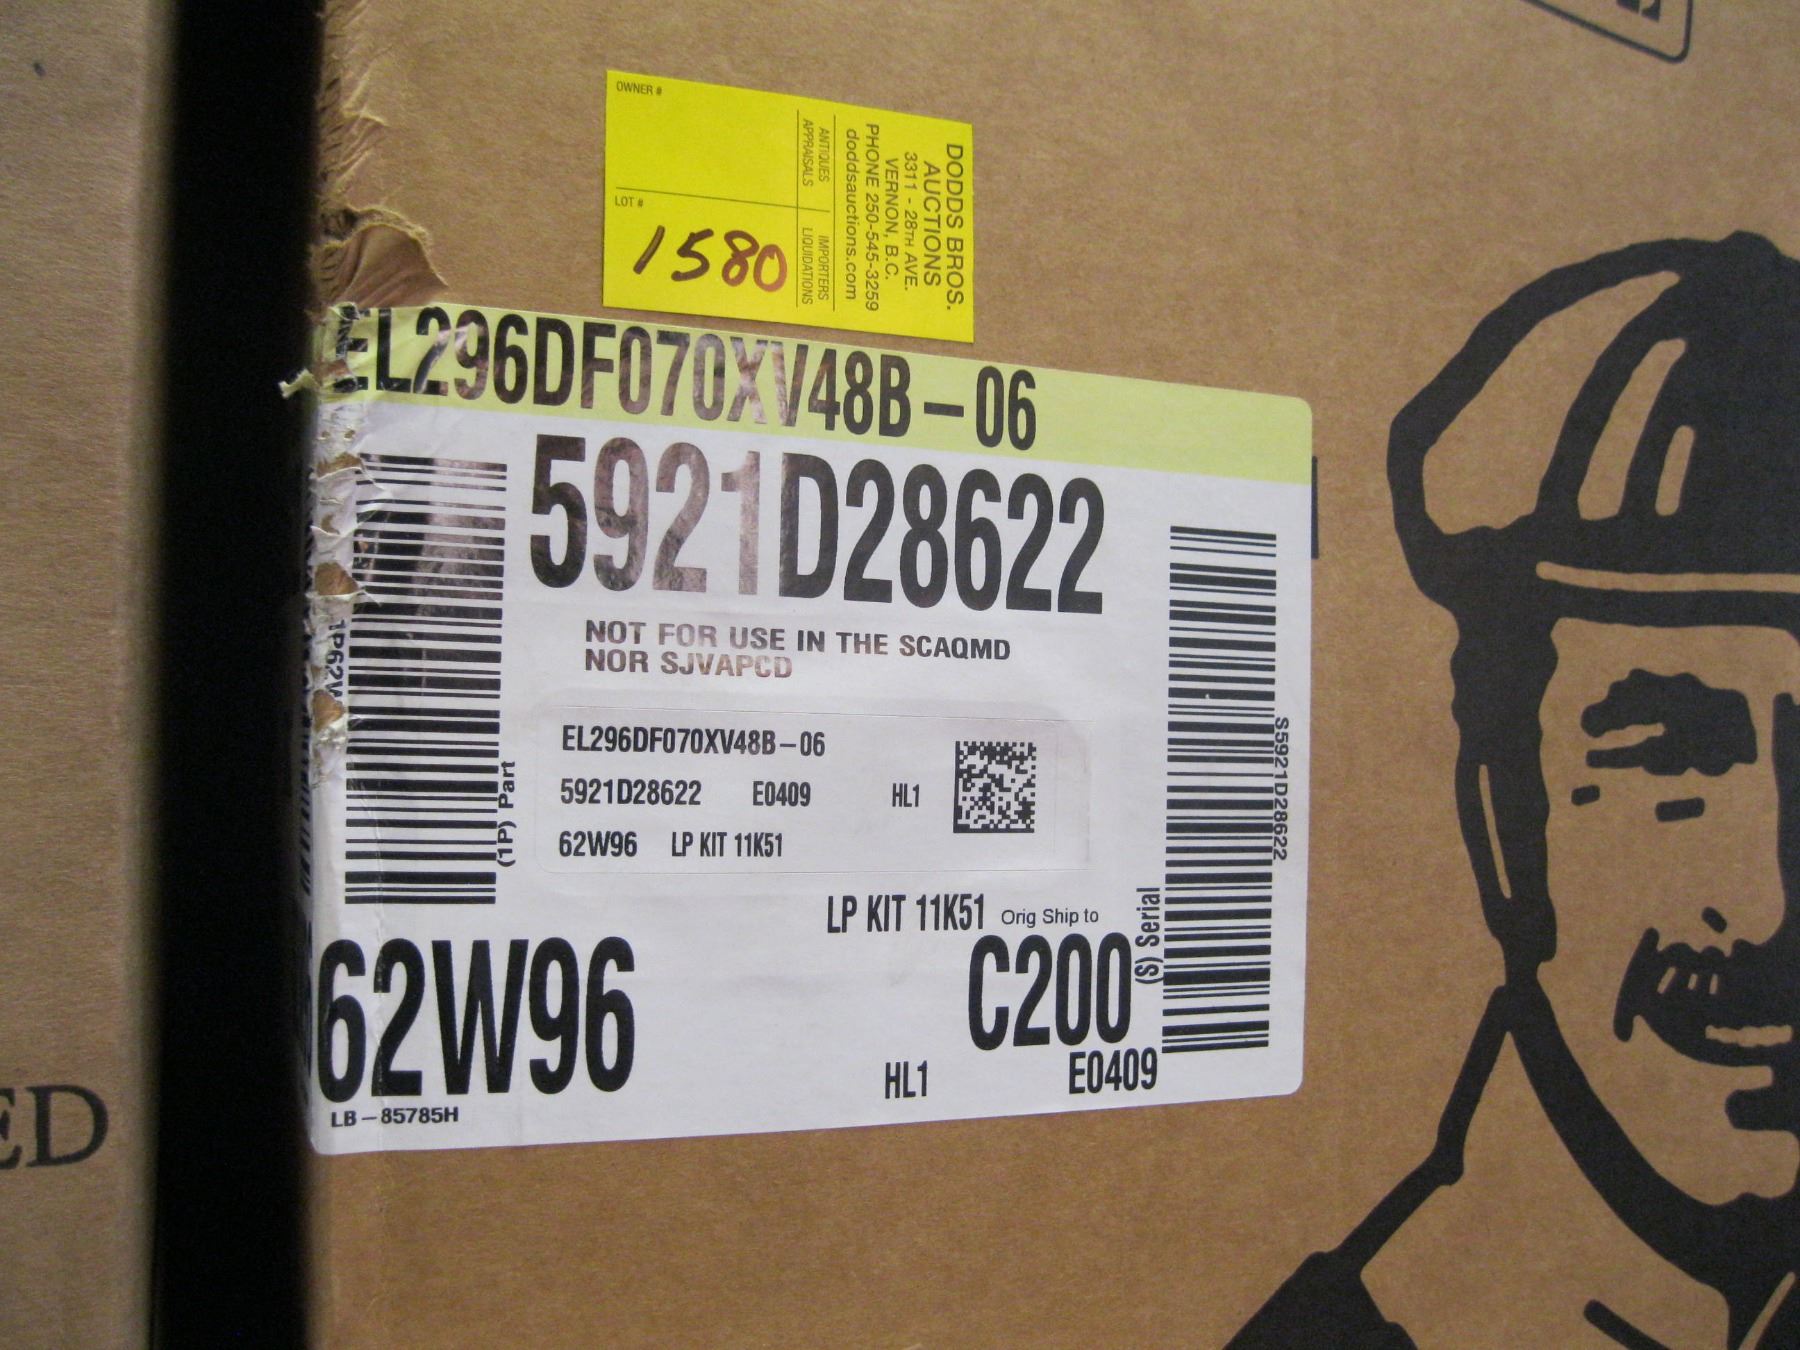 OWNER #
LOT #
1580
ANTIQUES
APPRAISALS
IMPORTERS
LIQUIDATIONS
DODDS BROS.
AUCTIONS
3311 - 28TH AVE.
VERNON, B.C.
PHONE 250-545-3259
doddsauctions.com
EL296DF070XV48B-06
5921D28622
NOT FOR USE IN THE SCAQMD
NOR SJVAPCD
EL296DF070XV48B-06
5921D28622 E0409 HL1
62W96 LP KIT 11K51
(1P) Part
LP KIT 11K51 Orig Ship to
62W96
C200
HL1 E0409
LB-85785H
(S) Serial
S5921D28622
ED